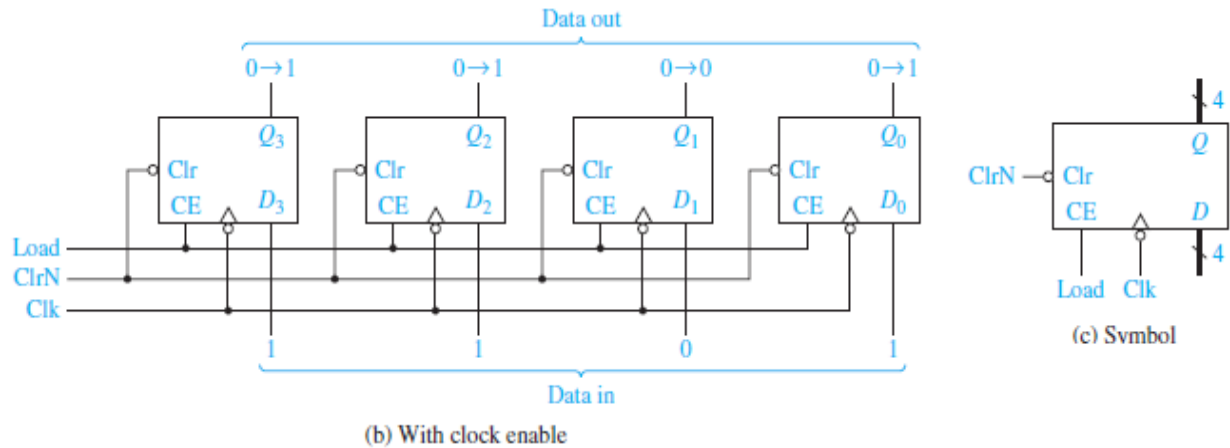 Data out
0→1 0→1 0→0 0→1
Q3 Q2 Q1 Q0
Clr Clr Clr Clr
CE D3 CE D2 CE D1 CE D0
Load
ClrN
Clk
1 1 0 1
Data in
(b) With clock enable
4
Q
ClrN Clr
CE D
4
Load Clk
(c) Symbol